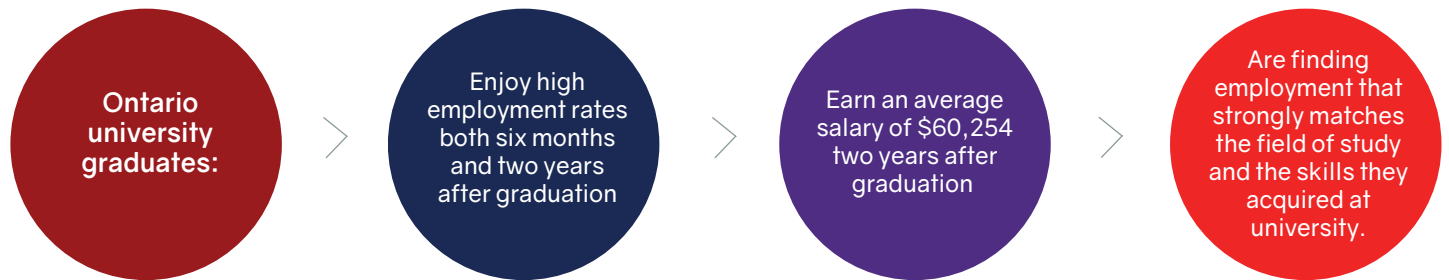 Ontario
university
graduates:
Enjoy high
employment rates
both six months
and two years
after graduation
Earn an average
salary of $60,254
two years after
graduation
Are finding
employment that
strongly matches
the field of study
and the skills they
acquired at
university.